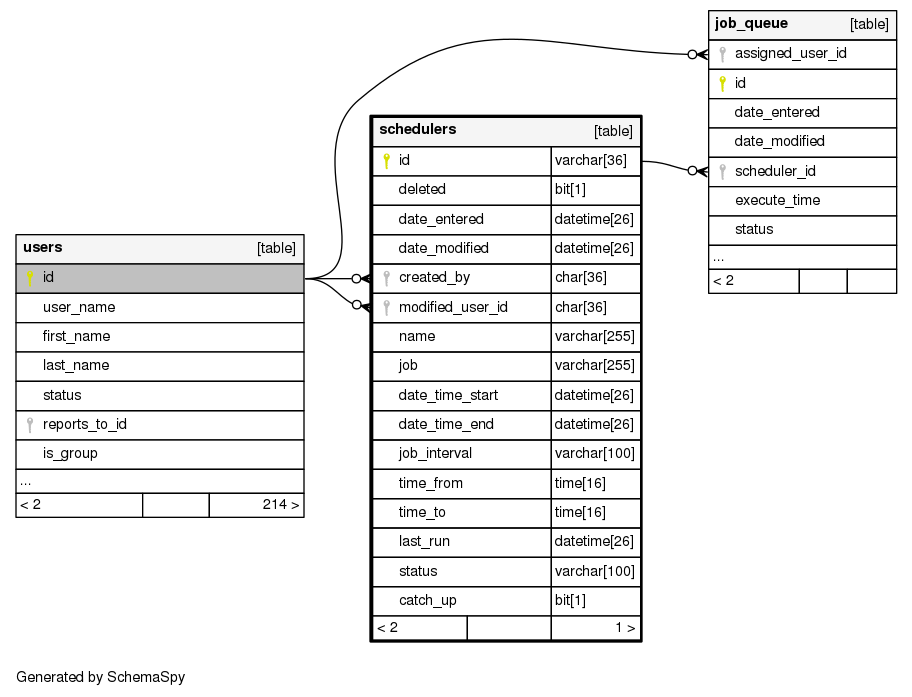 job_queue [table]
assigned_user_id
id
date_entered
date_modified
scheduler_id
execute_time
status
...
< 2
schedulers [table]
id varchar[36]
deleted bit[1]
date_entered datetime[26]
date_modified datetime[26]
created_by char[36]
modified_user_id char[36]
name varchar[255]
job varchar[255]
date_time_start datetime[26]
date_time_end datetime[26]
job_interval varchar[100]
time_from time[16]
time_to time[16]
last_run datetime[26]
status varchar[100]
catch_up bit[1]
< 2 1 >
users [table]
id
user_name
first_name
last_name
status
reports_to_id
is_group
...
< 2 214 >
Generated by SchemaSpy